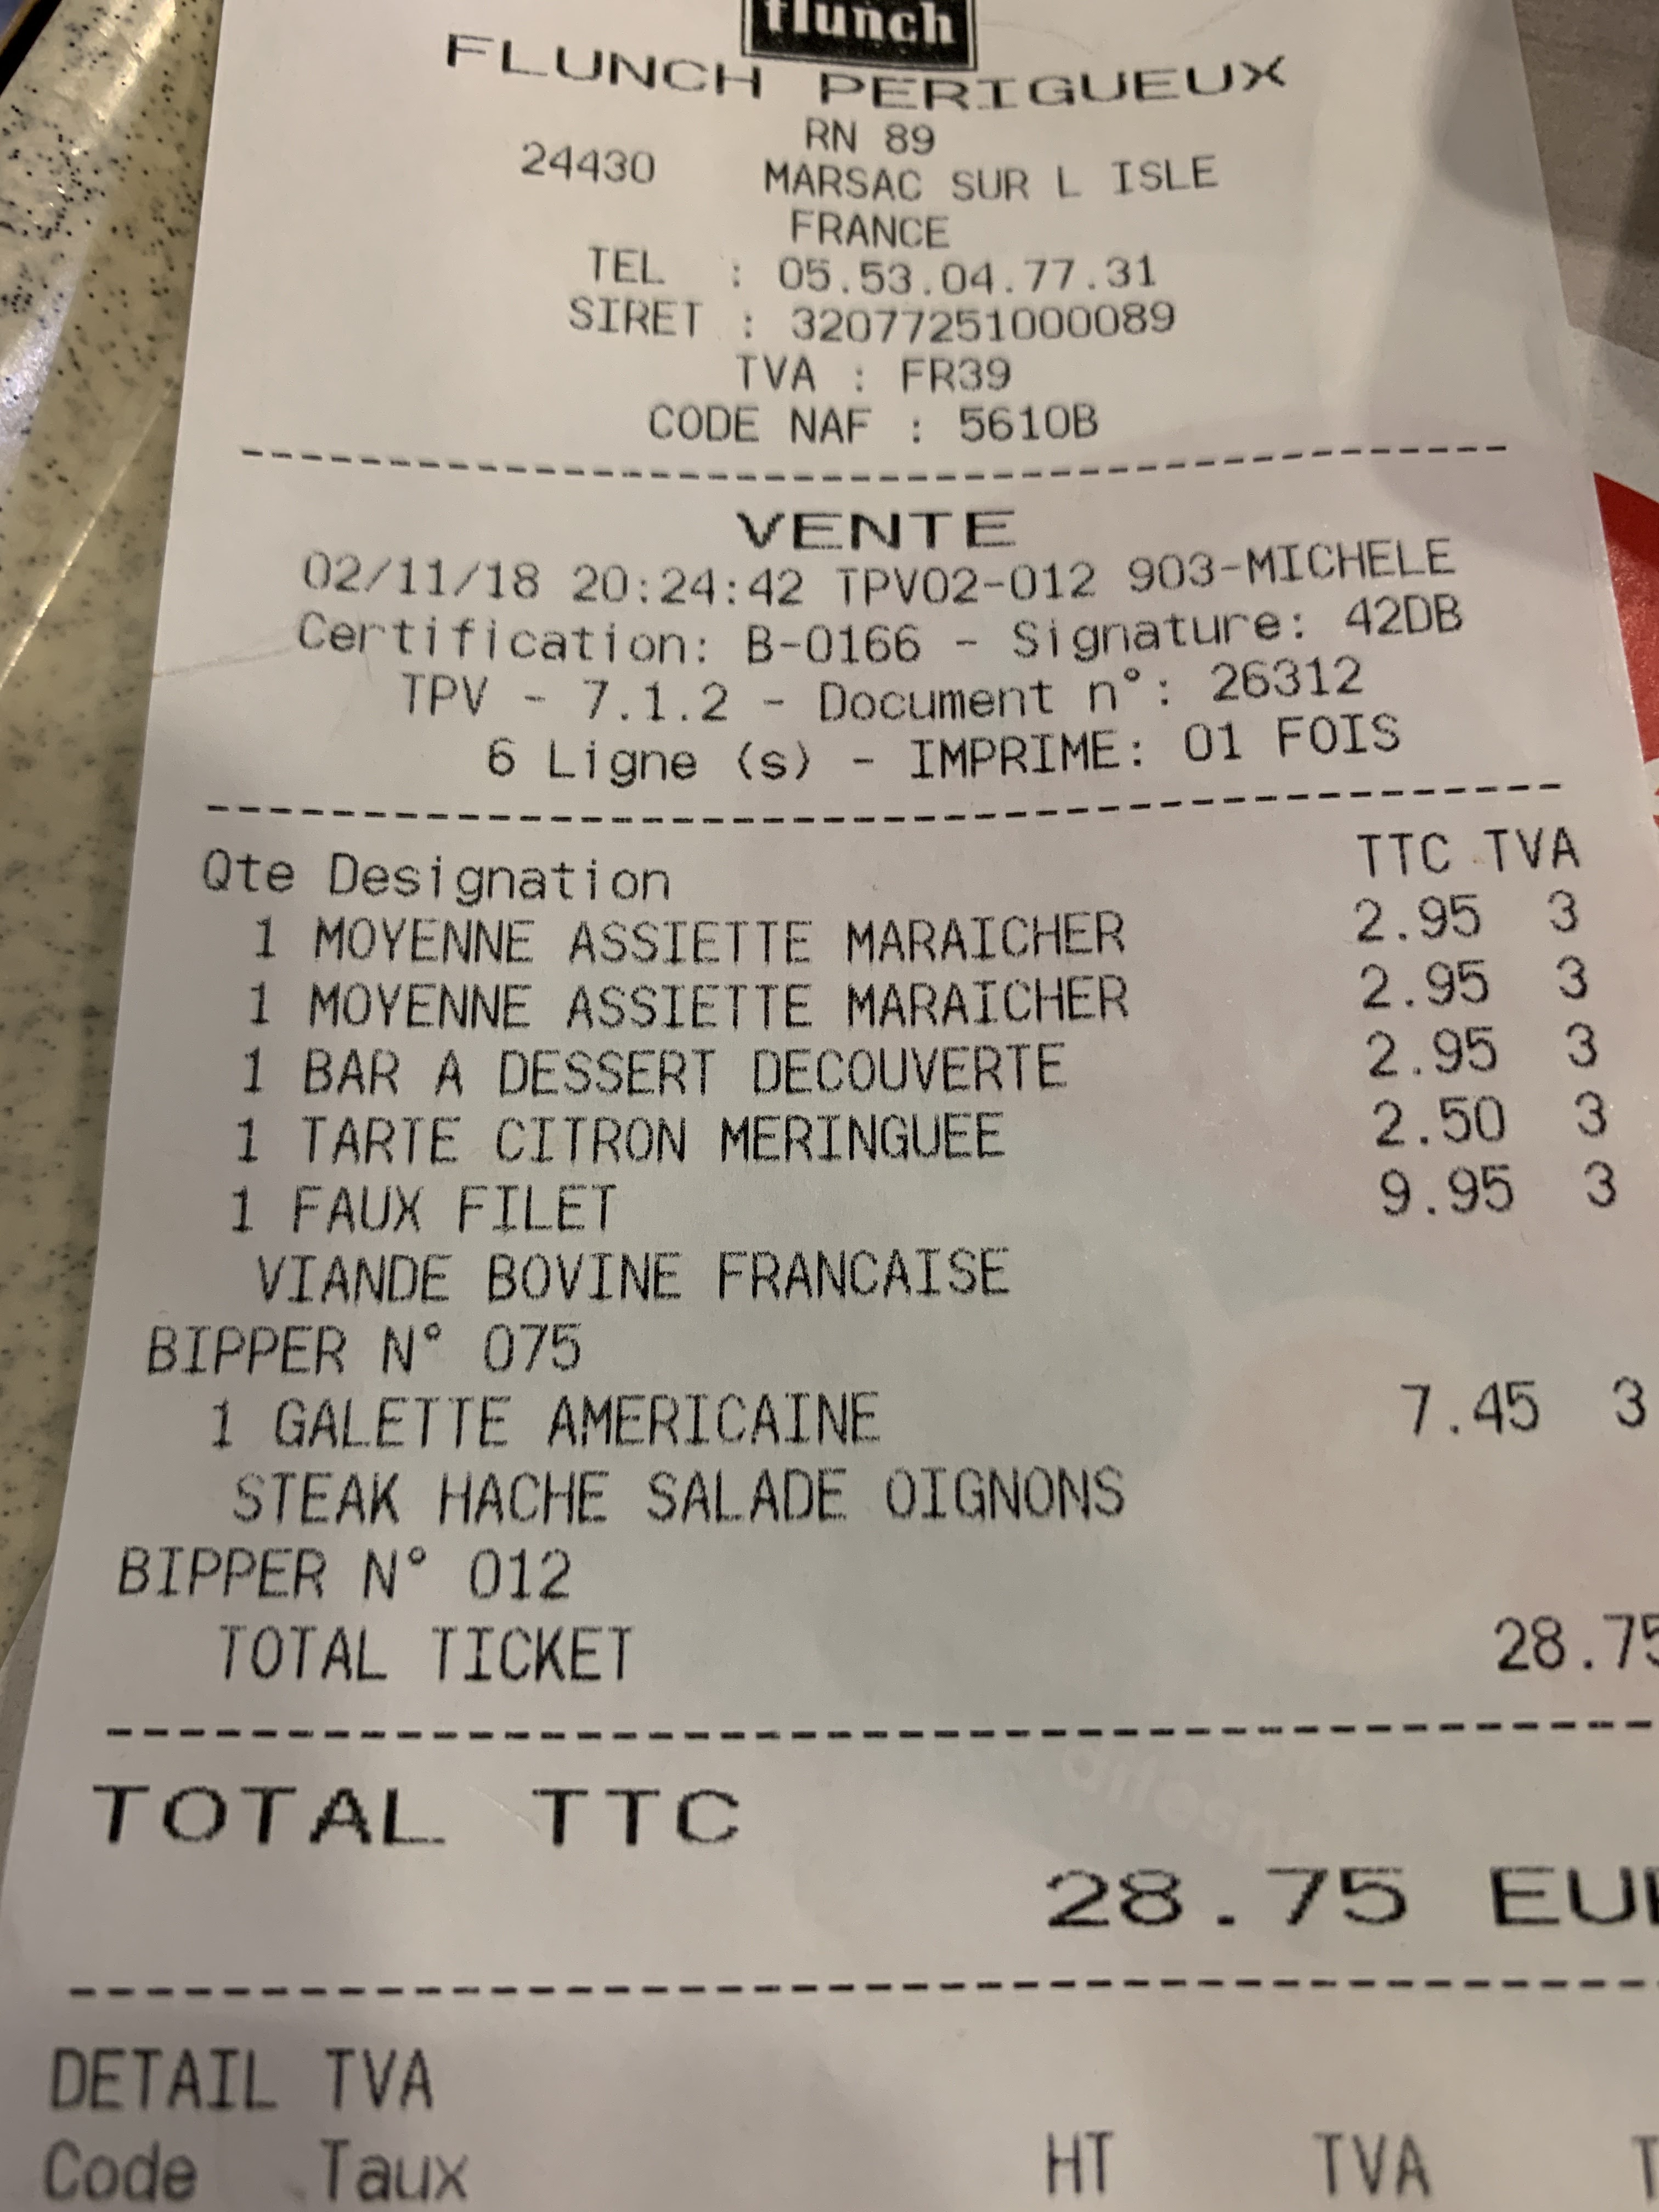 flunch
FLUNCH PERIGUEUX
RN 89
24430 MARSAC SUR L ISLE
FRANCE
TEL : 05.53.04.77.31
SIRET : 32077251000089
TVA : FR39
CODE NAF : 5610B
VENTE
02/11/18 20:24:42 TPV02-012 903-MICHELE
Certification: B-0166 - Signature: 42DB
TPV - 7.1.2 - Document n°: 26312
6 Ligne (s) - IMPRIME: 01 FOIS
Qte Designation TTC TVA
1 MOYENNE ASSIETTE MARAICHER 2.95 3
1 MOYENNE ASSIETTE MARAICHER 2.95 3
1 BAR A DESSERT DECOUVERTE 2.95 3
1 TARTE CITRON MERINGUEE 2.50 3
1 FAUX FILET 9.95 3
VIANDE BOVINE FRANCAISE
BIPPER N° 075
1 GALETTE AMERICAINE 7.45 3
STEAK HACHE SALADE OIGNONS
BIPPER N° 012
TOTAL TICKET 28.75
TOTAL TTC
28.75 EU
DETAIL TVA
Code Taux HT TVA T